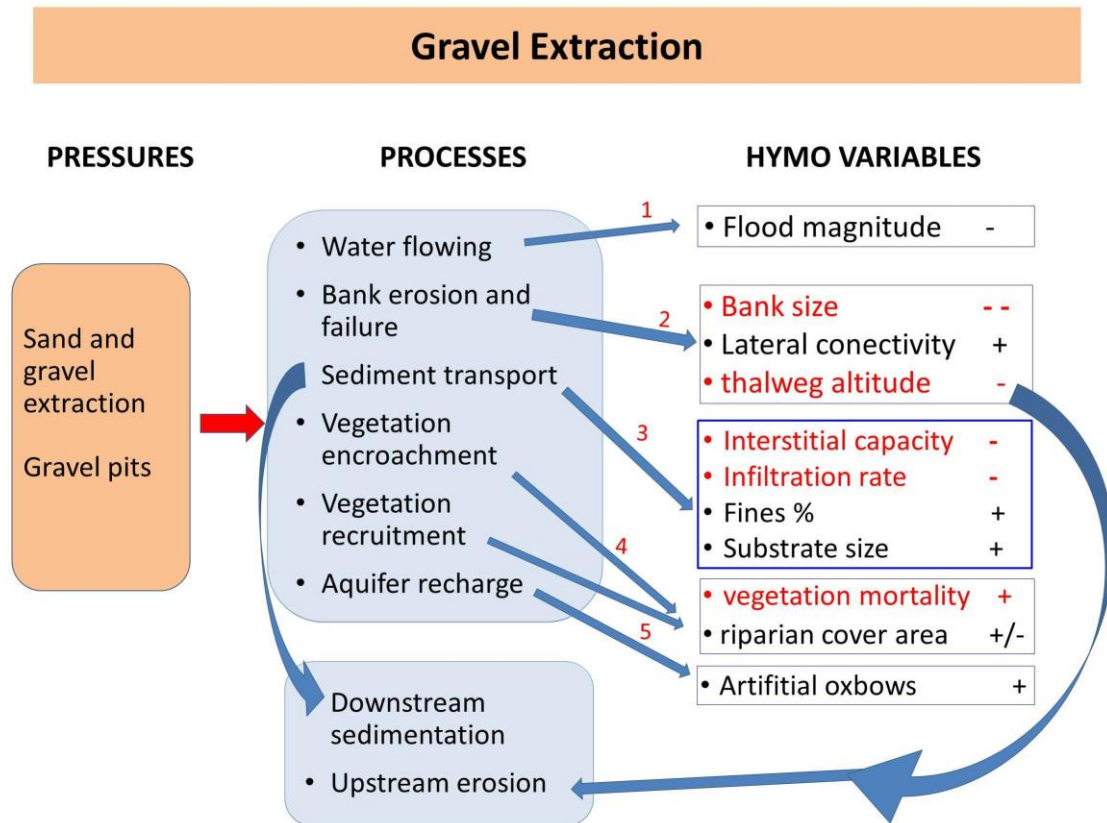 Gravel Extraction
PRESSURES
PROCESSES
HYMO VARIABLES
Sand and
gravel
extraction
Gravel pits
• Water flowing
• Bank erosion and
failure
Sediment transport
• Vegetation
encroachment
• Vegetation
recruitment
• Aquifer recharge
Downstream
sedimentation
• Upstream erosion
1
2
3
4
5
• Flood magnitude -
• Bank size - -
• Lateral conectivity +
• thalweg altitude -
• Interstitial capacity -
• Infiltration rate -
• Fines % +
• Substrate size +
• vegetation mortality +
• riparian cover area +/-
• Artifitial oxbows +